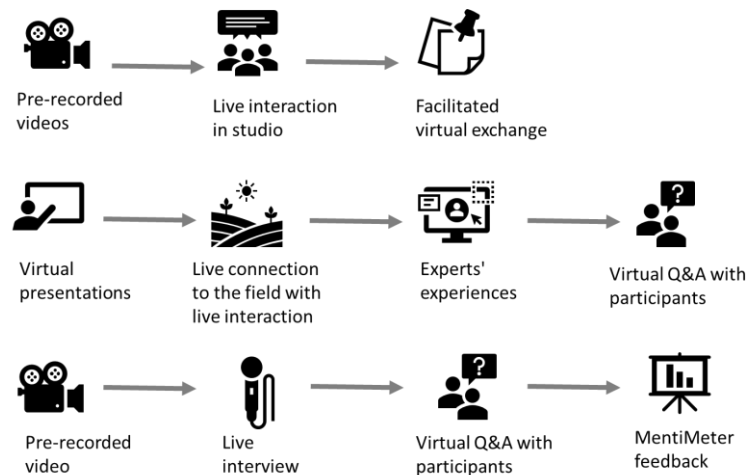 Pre-recorded
videos
Live interaction
in studio
Facilitated
virtual exchange
?
Virtual
presentations
Live connection
to the field with
live interaction
Experts'
experiences
Virtual Q&A with
participants
?
Pre-recorded
video
Live
interview
Virtual Q&A with
participants
MentiMeter
feedback